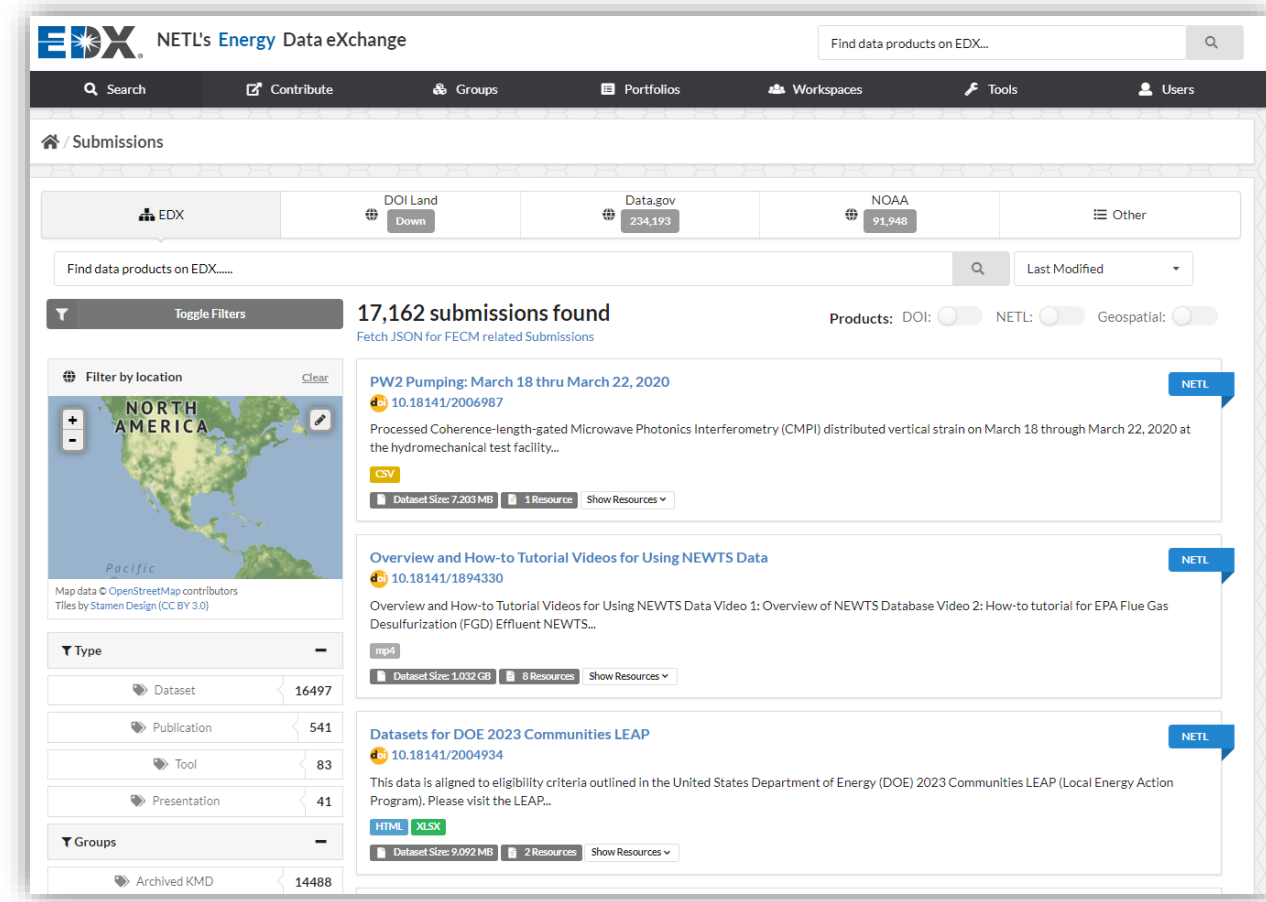 EDX® NETL's Energy Data eXchange
Find data products on EDX...
Search Contribute Groups Portfolios Workspaces Tools Users
/ Submissions
EDX
DOI Land
Down
Data.gov
234,193
NOAA
91,948
Other
Find data products on EDX......
Last Modified
Toggle Filters
17,162 submissions found
Products: DOI: NETL: Geospatial:
Fetch JSON for FECM related Submissions
Filter by location Clear
+
-
NORTH
AMERICA
Pacific
Map data © OpenStreetMap contributors
Tiles by Stamen Design (CC BY 3.0)
Type
Dataset 16497
Publication 541
Tool 83
Presentation 41
Groups
Archived KMD 14488
PW2 Pumping: March 18 thru March 22, 2020
NETL
doi 10.18141/2006987
Processed Coherence-length-gated Microwave Photonics Interferometry (CMPI) distributed vertical strain on March 18 through March 22, 2020 at
the hydromechanical test facility...
CSV
Dataset Size: 7.203 MB 1 Resource Show Resources
Overview and How-to Tutorial Videos for Using NEWTS Data
NETL
doi 10.18141/1894330
Overview and How-to Tutorial Videos for Using NEWTS Data Video 1: Overview of NEWTS Database Video 2: How-to tutorial for EPA Flue Gas
Desulfurization (FGD) Effluent NEWTS...
mp4
Dataset Size: 1.032 GB 8 Resources Show Resources
Datasets for DOE 2023 Communities LEAP
NETL
doi 10.18141/2004934
This data is aligned to eligibility criteria outlined in the United States Department of Energy (DOE) 2023 Communities LEAP (Local Energy Action
Program). Please visit the LEAP...
HTML XLSX
Dataset Size: 9.092 MB 2 Resources Show Resources